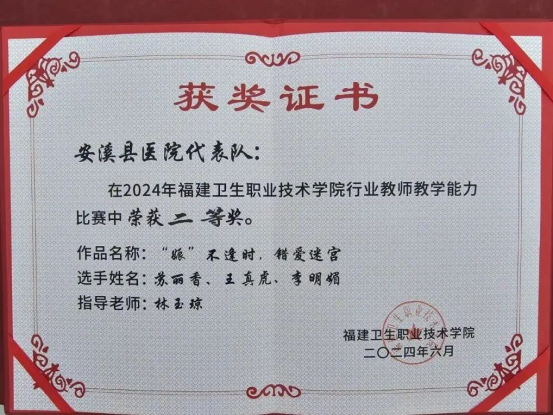 获奖证书
安溪县医院代表队：
在2024年福建卫生职业技术学院行业教师教学能力
比赛中荣获二等奖。
作品名称：“娠”不逢时，错爱迷宫
选手姓名：苏丽香、王真虎、李明媚
指导老师：林玉琼
福建卫生职业技术学院
二〇二四年六月